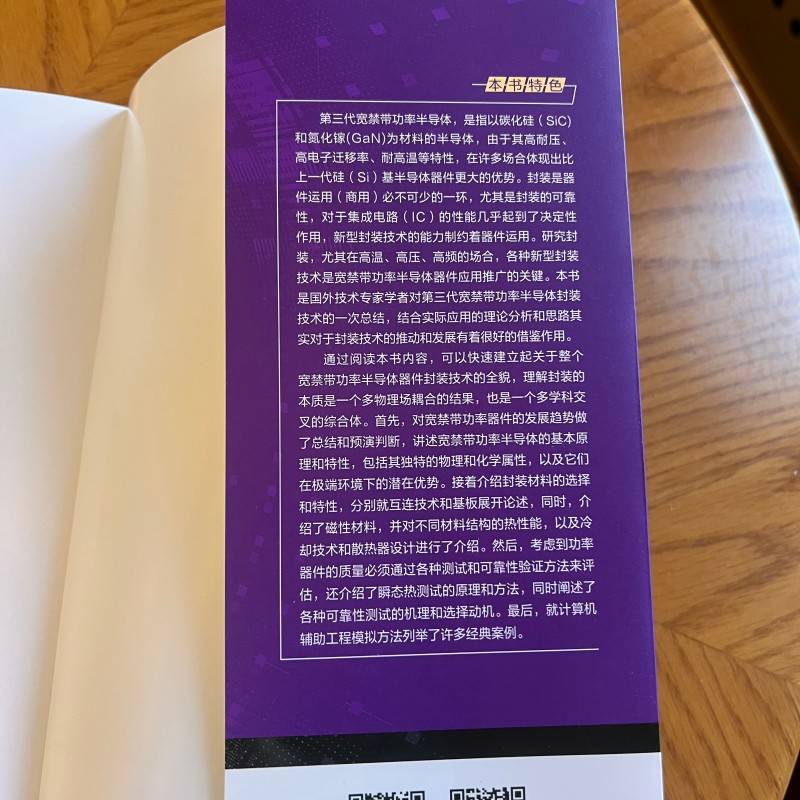 本书特色
第三代宽禁带功率半导体，是指以碳化硅（SiC）
和氮化镓(GaN)为材料的半导体，由于其高耐压、
高电子迁移率、耐高温等特性，在许多场合体现出比
上一代硅（Si）基半导体器件更大的优势。封装是器
件运用（商用）必不可少的一环，尤其是封装的可靠
性，对于集成电路（IC）的性能几乎起到了决定性
作用，新型封装技术的能力制约着器件运用。研究封
装，尤其在高温、高压、高频的场合，各种新型封装
技术是宽禁带功率半导体器件应用推广的关键。本书
是国外技术专家学者对第三代宽禁带功率半导体封装
技术的一次总结，结合实际应用的理论分析和思路其
实对于封装技术的推动和发展有着很好的借鉴作用。
通过阅读本书内容，可以快速建立起关于整个
宽禁带功率半导体器件封装技术的全貌，理解封装的
本质是一个多物理场耦合的结果，也是一个多学科交
叉的综合体。首先，对宽禁带功率器件的发展趋势做
了总结和预演判断，讲述宽禁带功率半导体的基本原
理和特性，包括其独特的物理和化学属性，以及它们
在极端环境下的潜在优势。接着介绍封装材料的选择
和特性，分别就互连技术和基板展开论述，同时，介
绍了磁性材料，并对不同材料结构的热性能，以及冷
却技术和散热器设计进行了介绍。然后，考虑到功率
器件的质量必须通过各种测试和可靠性验证方法来评
估，还介绍了瞬态热测试的原理和方法，同时阐述了
各种可靠性测试的机理和选择动机。最后，就计算机
辅助工程模拟方法列举了许多经典案例。